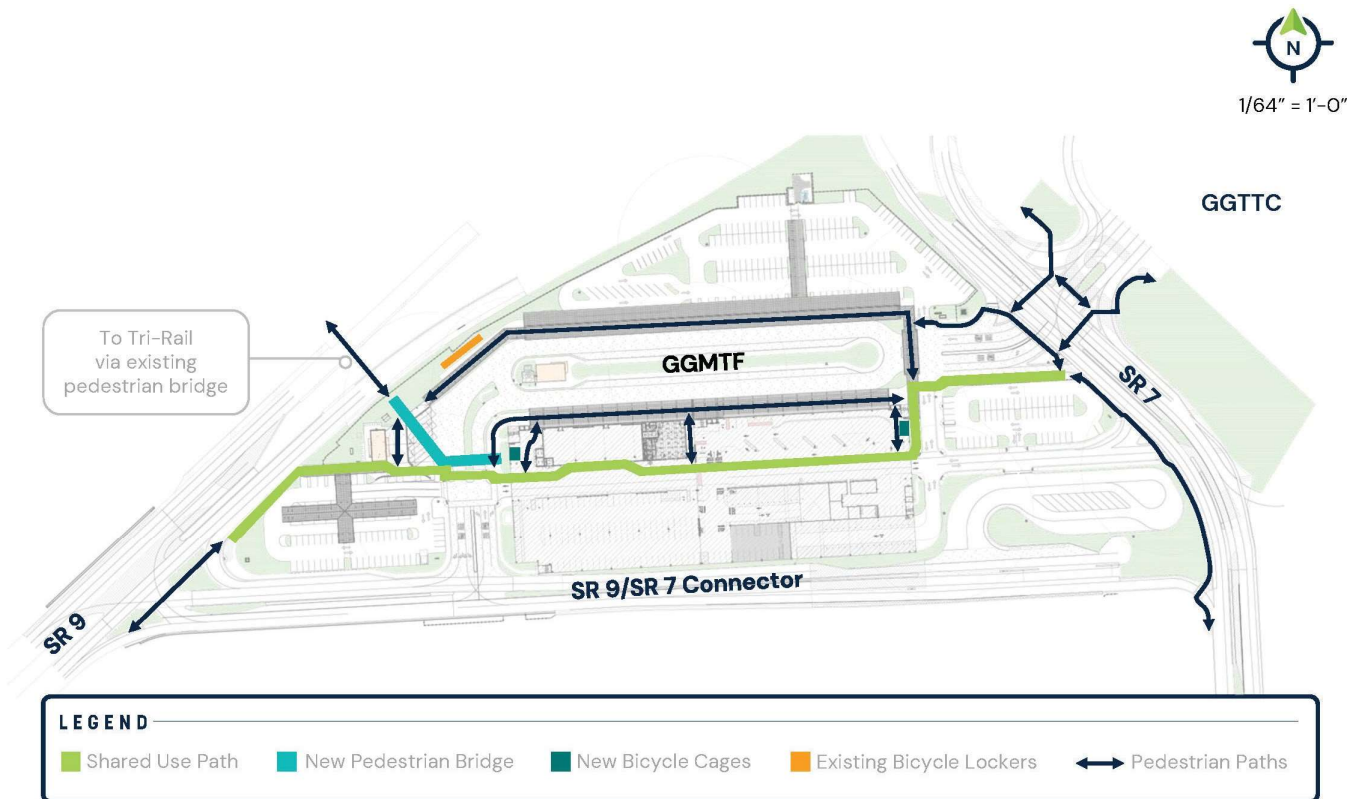 N
1/64" = 1'-0"
GGTTC
To Tri-Rail
via existing
pedestrian bridge
GGMTF
SR 7
SR 9/SR 7 Connector
SR 9
LEGEND
Shared Use Path
New Pedestrian Bridge
New Bicycle Cages
Existing Bicycle Lockers
Pedestrian Paths